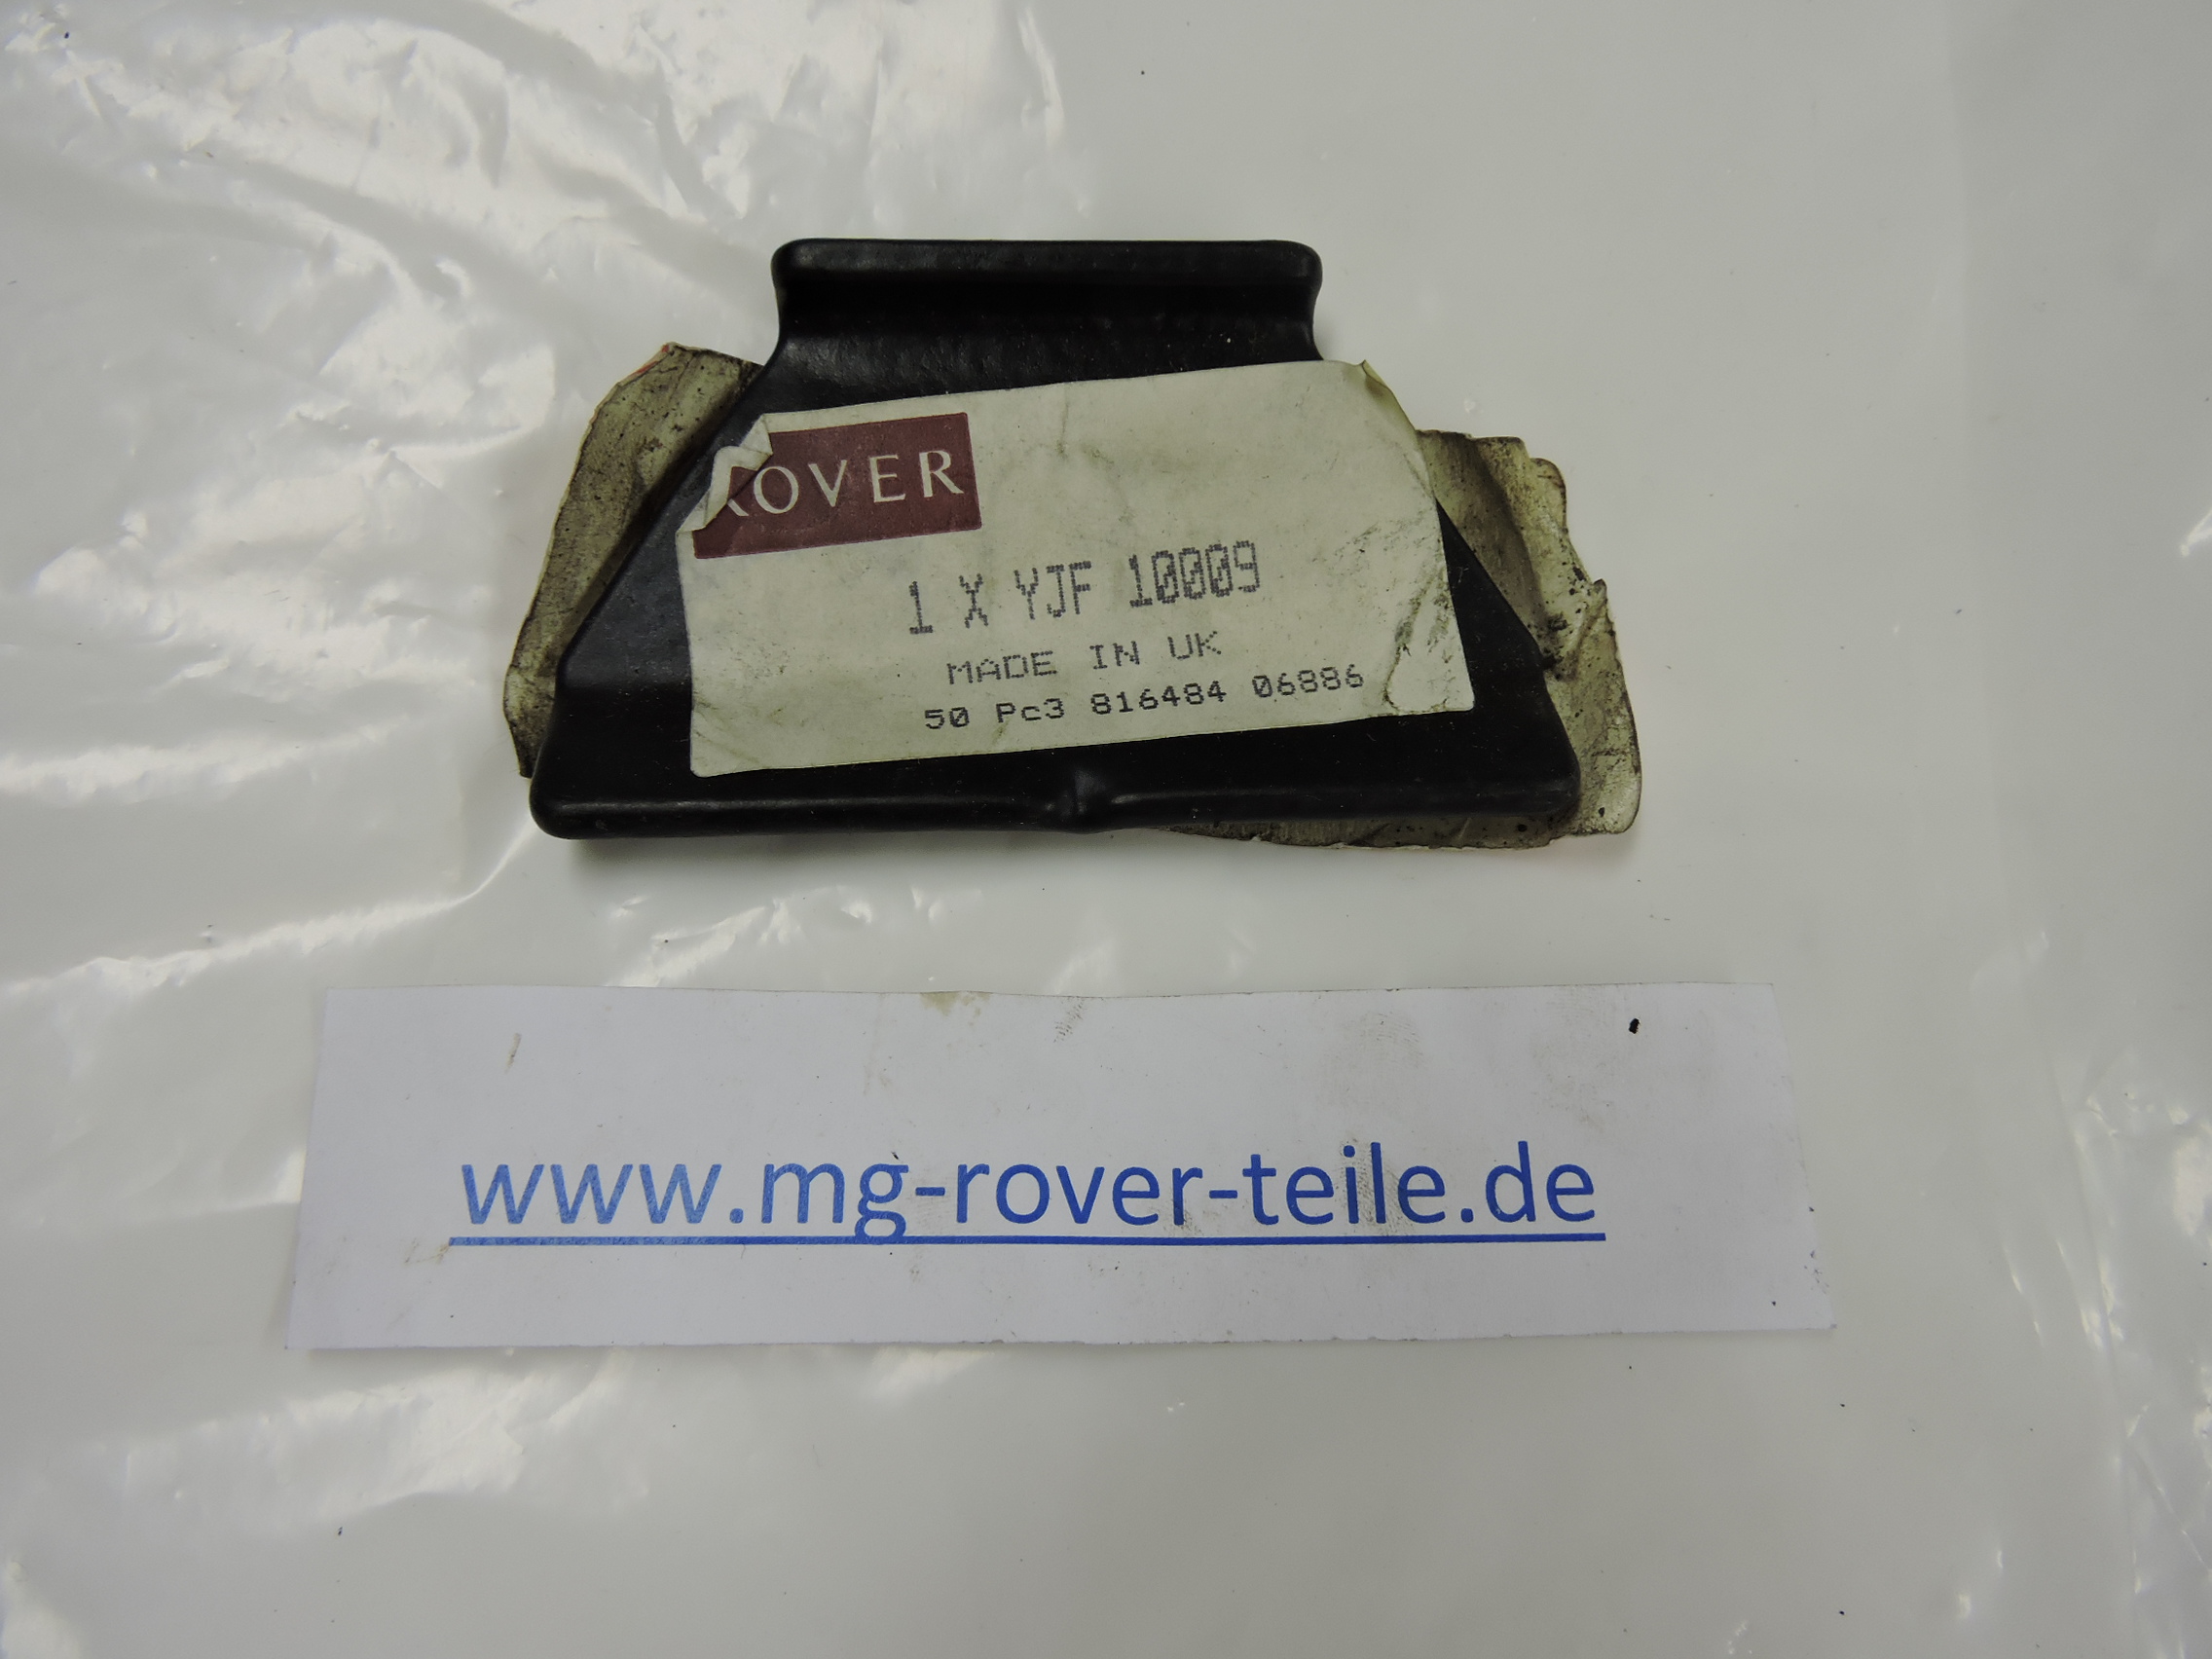 ROVER
1 X YJF 10009
MADE IN UK
50 Pc3 816484 06886
www.mg-rover-teile.de